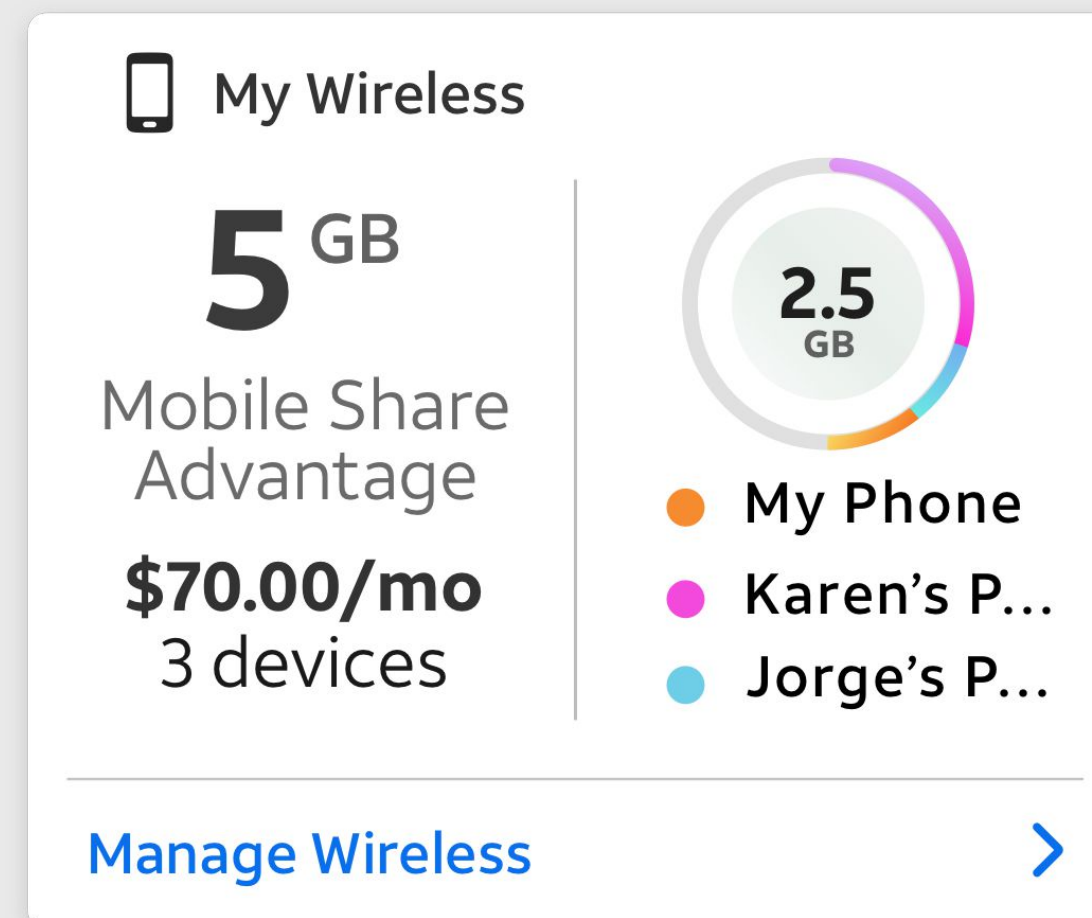 My Wireless
5 GB
Mobile Share
Advantage
$70.00/mo
3 devices
2.5
GB
My Phone
Karen’s P...
Jorge’s P...
Manage Wireless